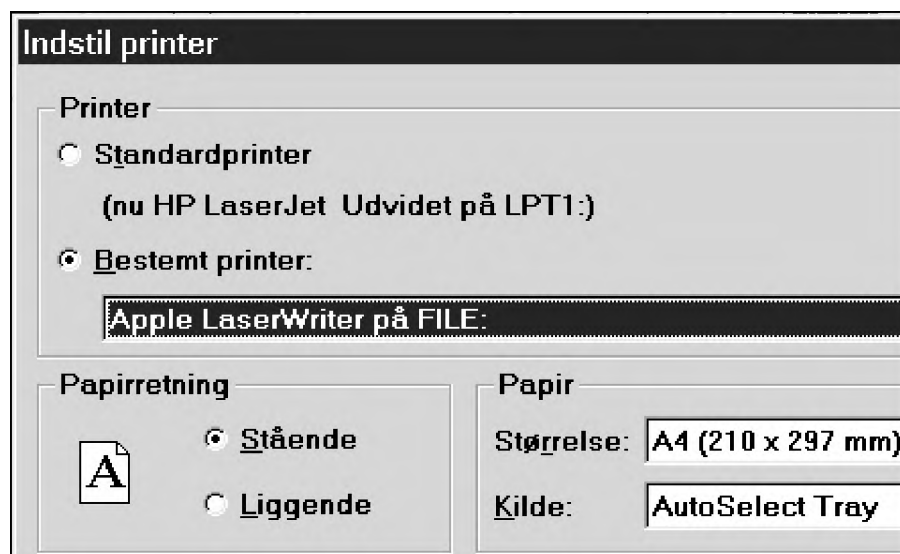 Indstil printer
Printer
Standardprinter
(nu HP LaserJet Udvidet på LPT1:)
Bestemt printer:
Apple LaserWriter på FILE:
Papirretning
A
Stående
Liggende
Papir
Størrelse: A4 (210 x 297 mm)
Kilde: AutoSelect Tray